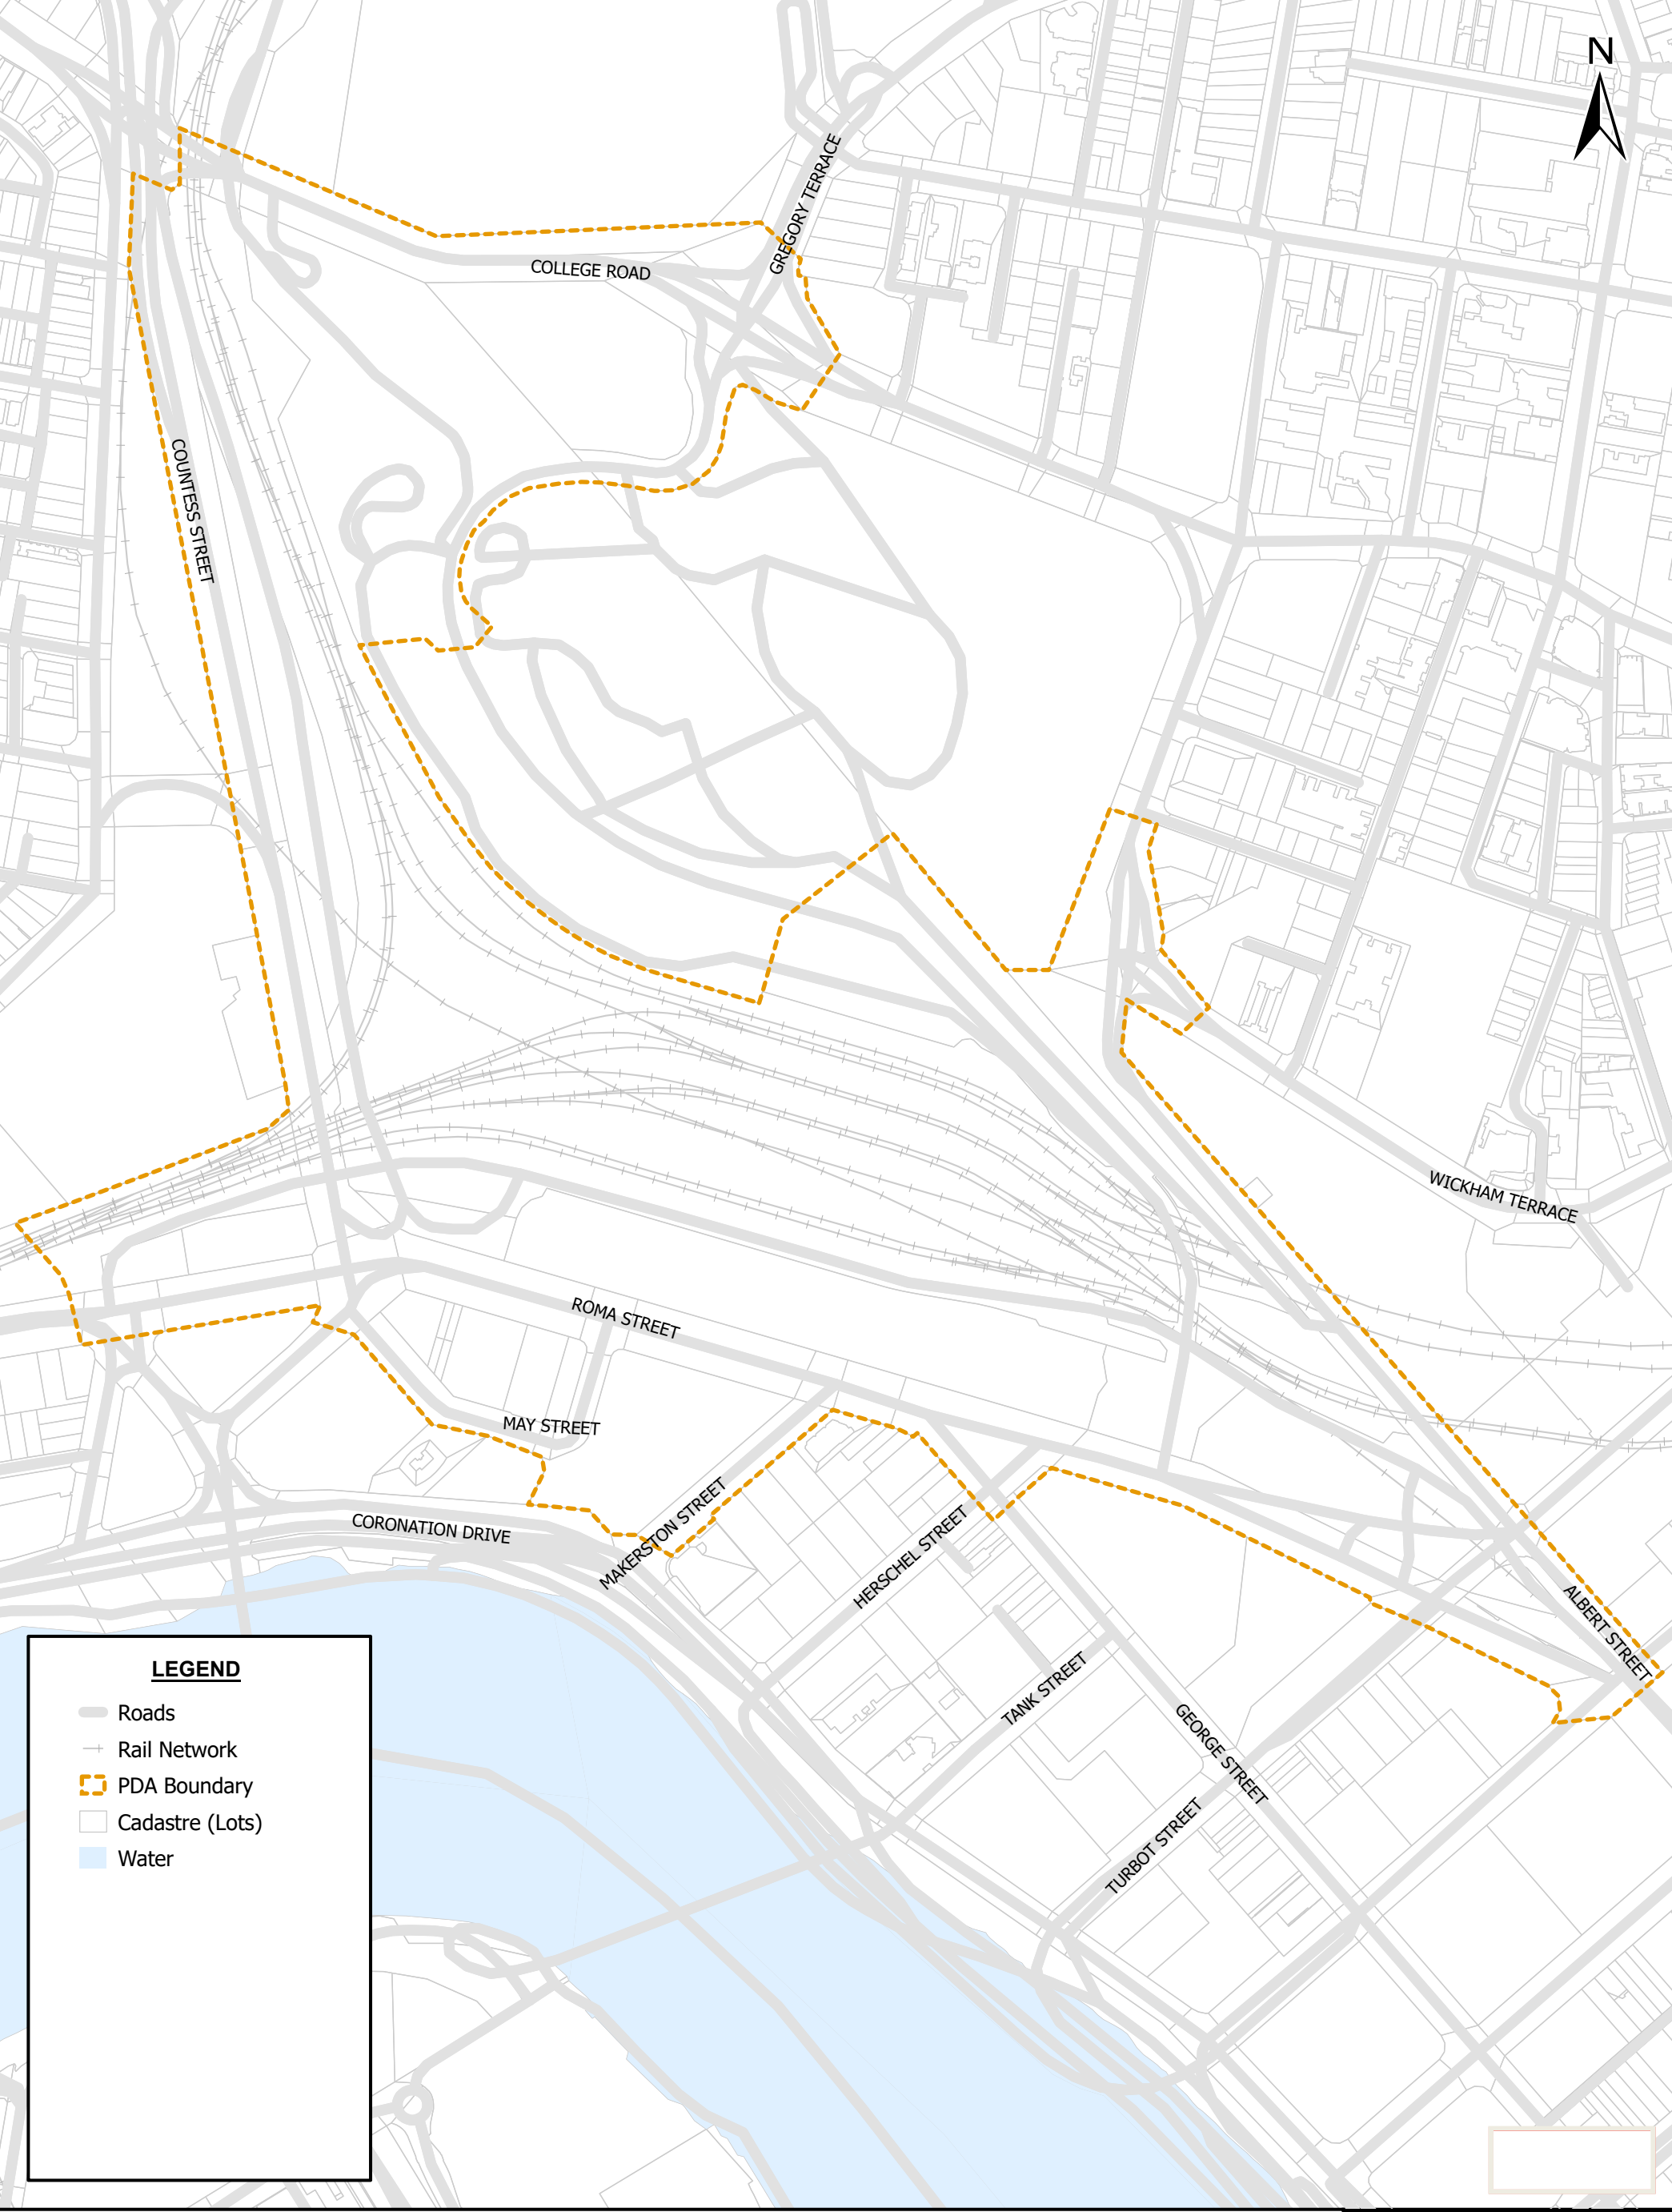 N
GREGORY TERRACE
COLLEGE ROAD
COUNTESS STREET
WICKHAM TERRACE
ROMA STREET
MAY STREET
CORONATION DRIVE
MAKERSTON STREET
HERSCHEL STREET
ALBERT STREET
TANK STREET
GEORGE STREET
TURBOT STREET
LEGEND
Roads
Rail Network
PDA Boundary
Cadastre (Lots)
Water